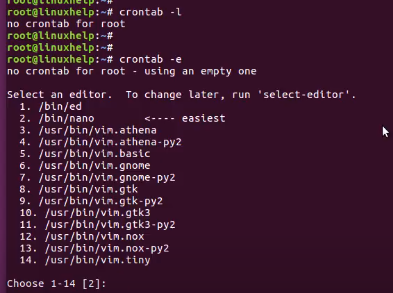 root@linuxhelp:~#
root@linuxhelp:~# crontab -l
no crontab for root
root@linuxhelp:~#
root@linuxhelp:~#
root@linuxhelp:~# crontab -e
no crontab for root - using an empty one
Select an editor.  To change later, run 'select-editor'.
  1. /bin/ed
  2. /bin/nano        <---- easiest
  3. /usr/bin/vim.athena
  4. /usr/bin/vim.athena-py2
  5. /usr/bin/vim.basic
  6. /usr/bin/vim.gnome
  7. /usr/bin/vim.gnome-py2
  8. /usr/bin/vim.gtk
  9. /usr/bin/vim.gtk-py2
  10. /usr/bin/vim.gtk3
  11. /usr/bin/vim.gtk3-py2
  12. /usr/bin/vim.nox
  13. /usr/bin/vim.nox-py2
  14. /usr/bin/vim.tiny
Choose 1-14 [2]: